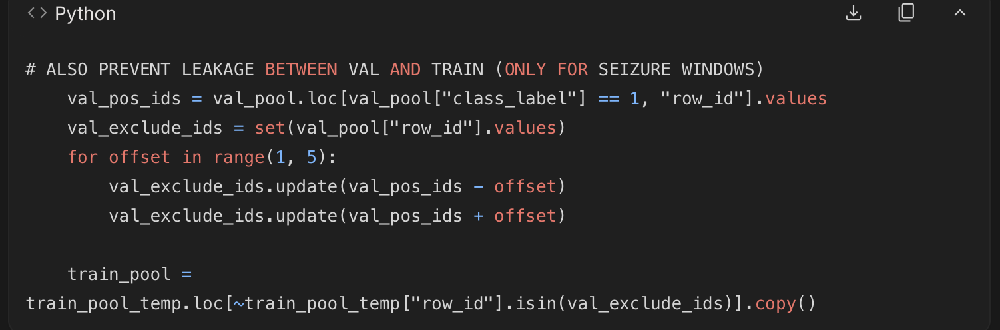 <> Python
# ALSO PREVENT LEAKAGE BETWEEN VAL AND TRAIN (ONLY FOR SEIZURE WINDOWS)
    val_pos_ids = val_pool.loc[val_pool["class_label"] == 1, "row_id"].values
    val_exclude_ids = set(val_pool["row_id"].values)
    for offset in range(1, 5):
        val_exclude_ids.update(val_pos_ids - offset)
        val_exclude_ids.update(val_pos_ids + offset)
    train_pool =
train_pool_temp.loc[~train_pool_temp["row_id"].isin(val_exclude_ids)].copy()